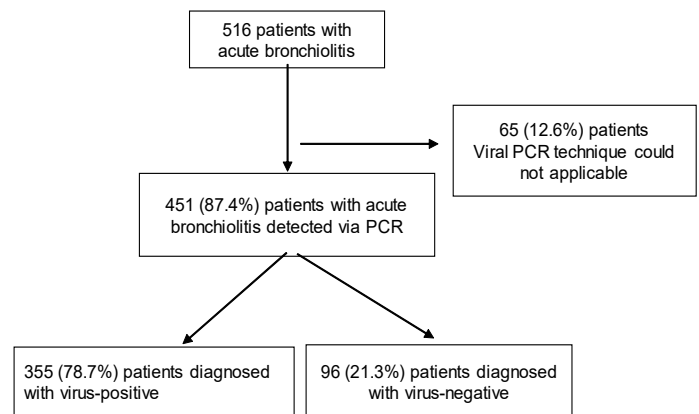 516 patients with
acute bronchiolitis
65 (12.6%) patients
Viral PCR technique could
not applicable
451 (87.4%) patients with acute
bronchiolitis detected via PCR
355 (78.7%) patients diagnosed
with virus-positive
96 (21.3%) patients diagnosed
with virus-negative